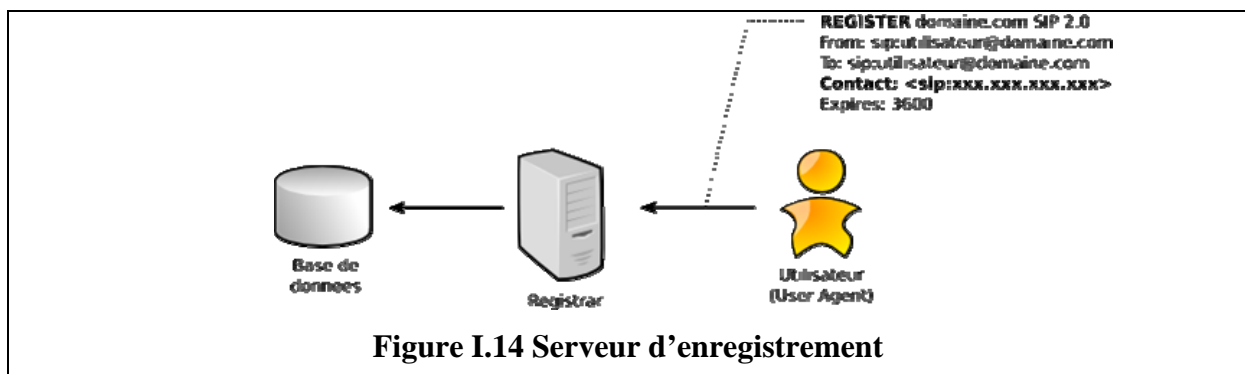 REGISTER domaine.com SIP 2.0
From: sip:utilisateur@domaine.com
To: sip:utilisateur@domaine.com
Contact: <sip:xxx.xxx.xxx.xxx>
Expires: 3600
Base de
donnees
Registrar
Utilisateur
(User Agent)
Figure I.14 Serveur d’enregistrement